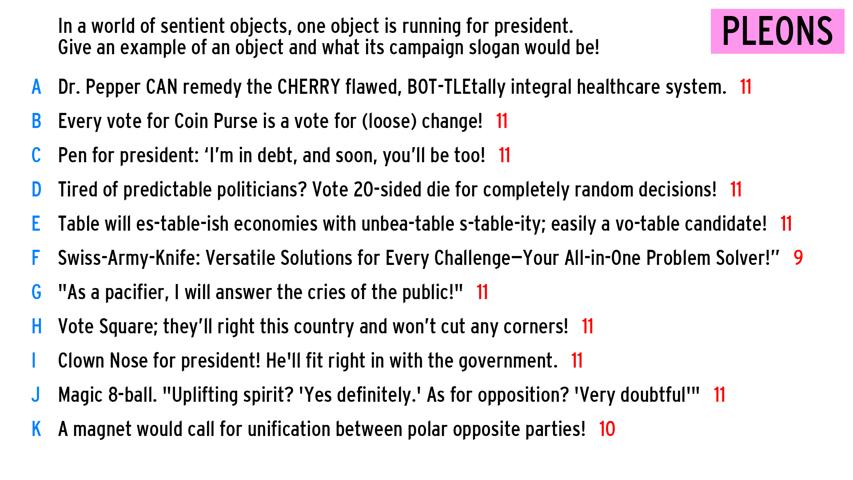 In a world of sentient objects, one object is running for president.
Give an example of an object and what its campaign slogan would be!
PLEONS
A Dr. Pepper CAN remedy the CHERRY flawed, BOT-TLEtally integral healthcare system. 11
B Every vote for Coin Purse is a vote for (loose) change! 11
C Pen for president: ‘I’m in debt, and soon, you’ll be too! 11
D Tired of predictable politicians? Vote 20-sided die for completely random decisions! 11
E Table will es-table-ish economies with unbea-table s-table-ity; easily a vo-table candidate! 11
F Swiss-Army-Knife: Versatile Solutions for Every Challenge—Your All-in-One Problem Solver!” 9
G "As a pacifier, I will answer the cries of the public!" 11
H Vote Square; they’ll right this country and won’t cut any corners! 11
I Clown Nose for president! He'll fit right in with the government. 11
J Magic 8-ball. "Uplifting spirit? 'Yes definitely.' As for opposition? 'Very doubtful'" 11
K A magnet would call for unification between polar opposite parties! 10